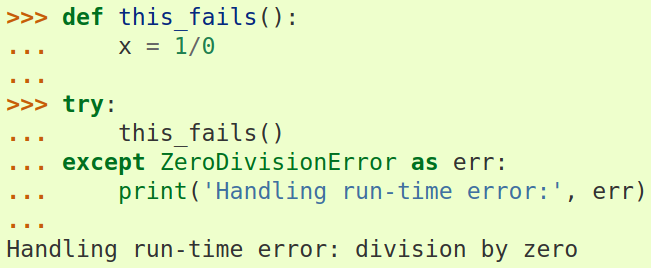 >>> def this_fails():
...     x = 1/0
...
>>> try:
...     this_fails()
... except ZeroDivisionError as err:
...     print('Handling run-time error:', err)
...
Handling run-time error: division by zero